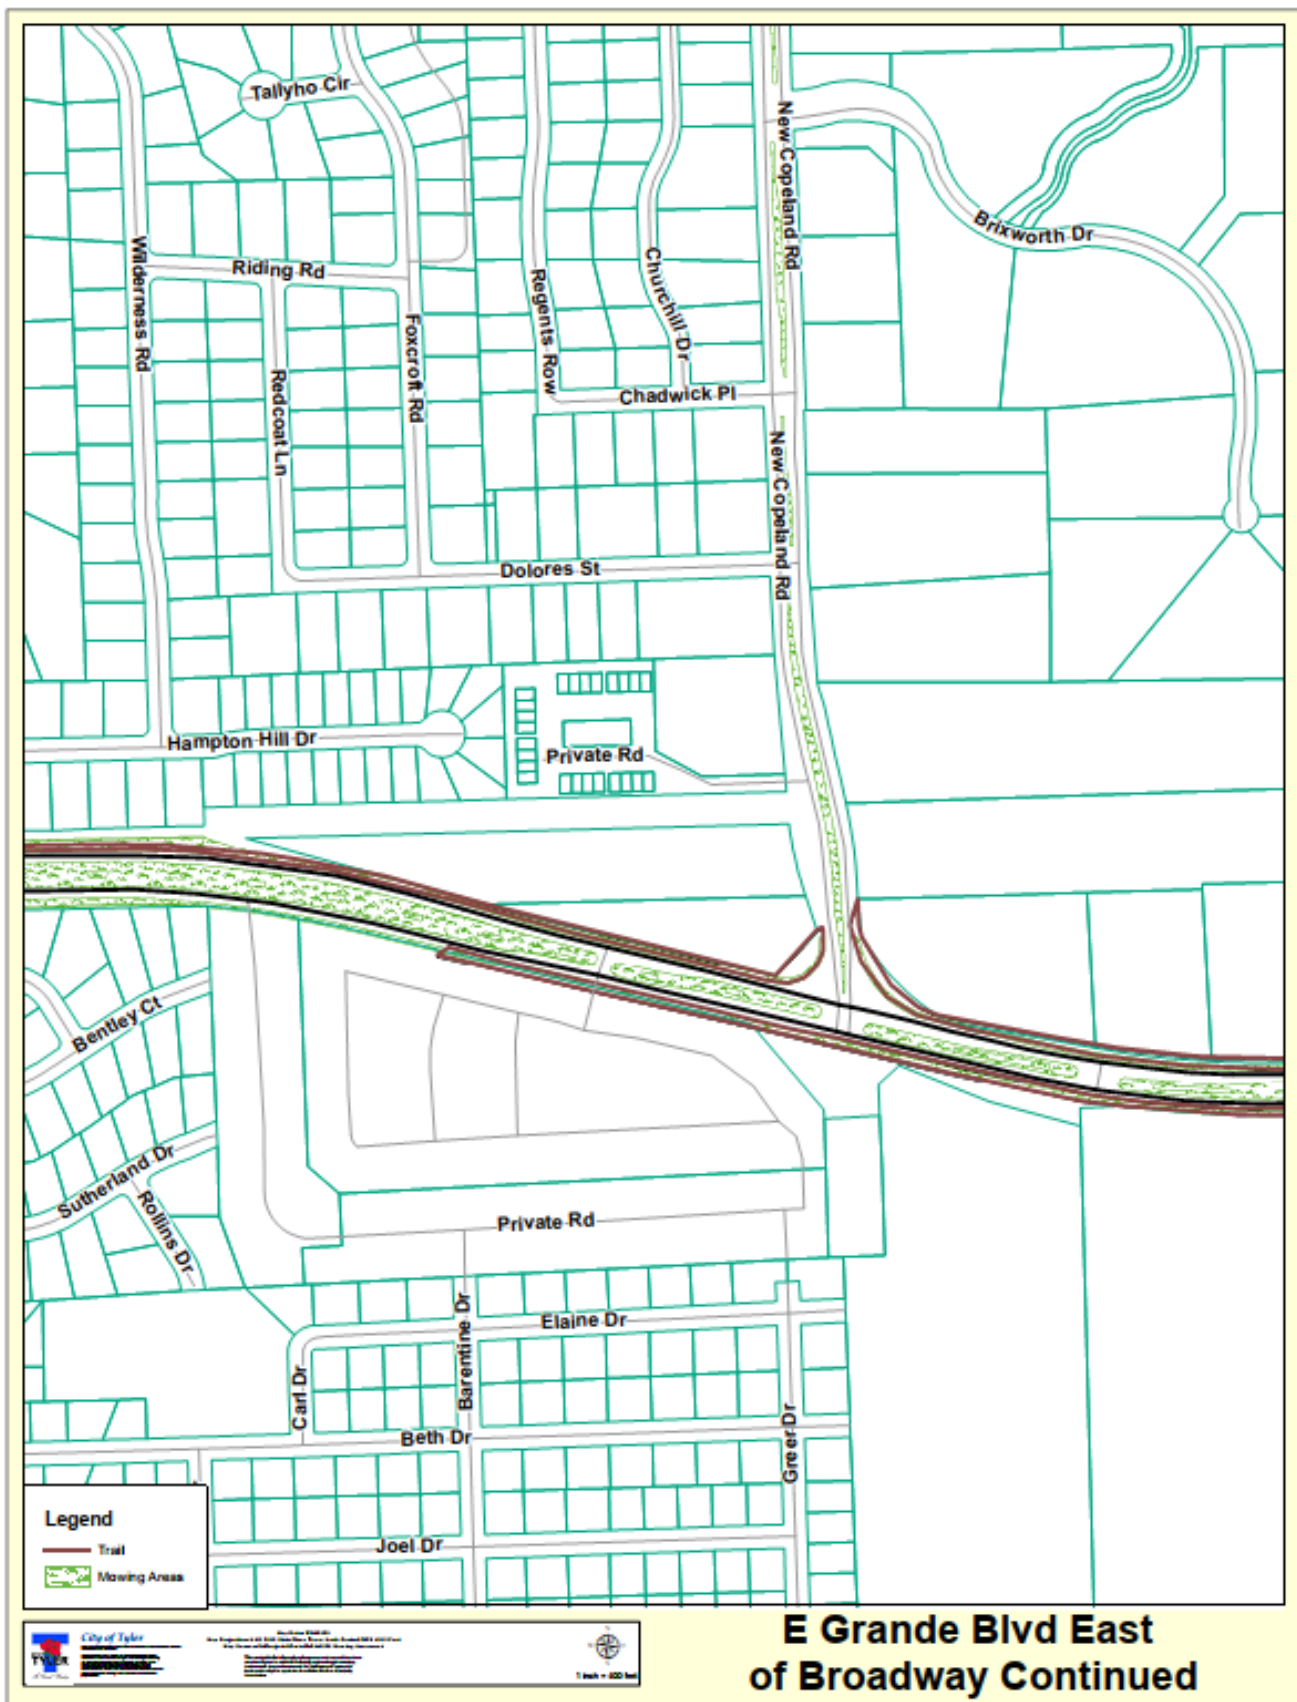 Tallyho Cir
New Copeland Rd
Brixworth Dr
Wilderness Rd
Riding Rd
Regents Row
Churchill Dr
Foxcroft Rd
Redcoat Ln
Chadwick Pl
New Copeland Rd
Dolores St
Hampton Hill Dr
Private Rd
Bentley Ct
Sutherland Dr
Rollins Dr
Private Rd
Elaine Dr
Barentine Dr
Carl Dr
Beth Dr
Greer Dr
Joel Dr
Legend
Trail
Mowing Areas
City of Tyler
TYLER
E Grande Blvd East
of Broadway Continued